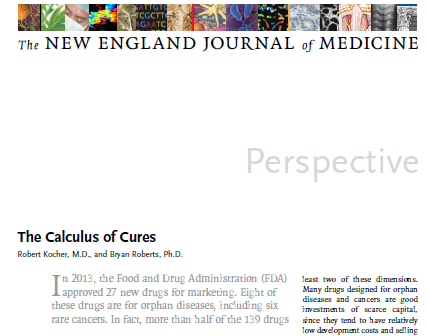 The NEW ENGLAND JOURNAL of MEDICINE
Perspective
The Calculus of Cures
Robert Kocher, M.D., and Bryan Roberts, Ph.D.
In 2013, the Food and Drug Administration (FDA)
approved 27 new drugs for marketing. Eight of
these drugs are for orphan diseases, including six
rare cancers. In fact, more than half of the 139 drugs
least two of these dimensions.
Many drugs designed for orphan
diseases and cancers are good
investments of scarce capital,
since they tend to have relatively
low development costs and selling